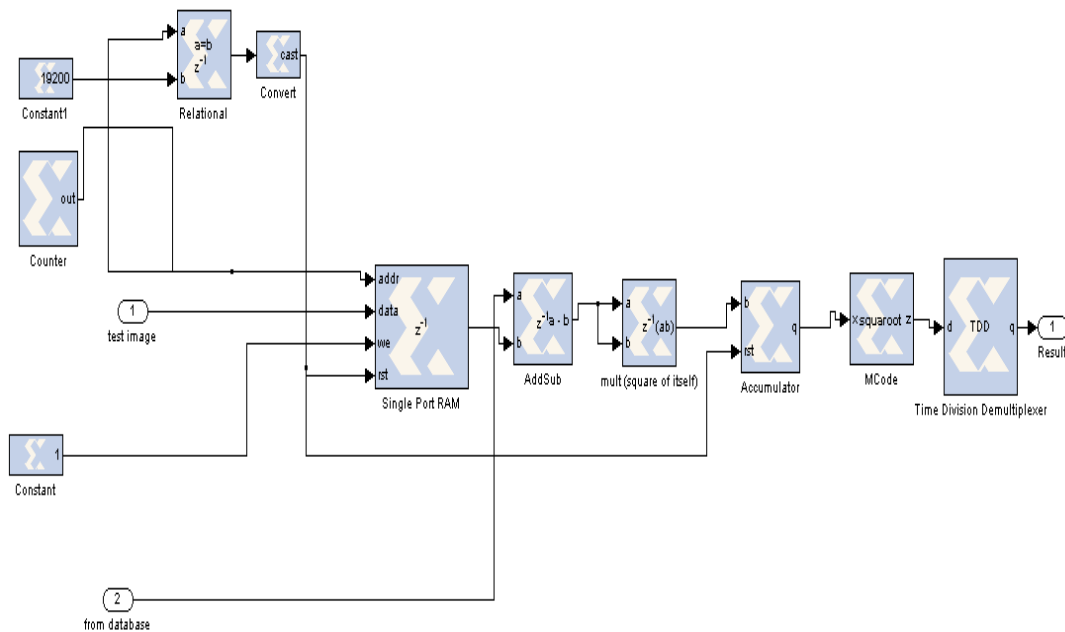 a
a=b
z-1
b
Relational
cast
Convert
19200
Constant1
out
Counter
1
test image
addr
data
we
rst
z-1
Single Port RAM
a
b
z-1 a - b
AddSub
a
b
z-1 (ab)
mult (square of itself)
b
rst
q
Accumulator
x squaroot z
MCode
d TDD q
Time Division Demultiplexer
1
Result
1
Constant
2
from database